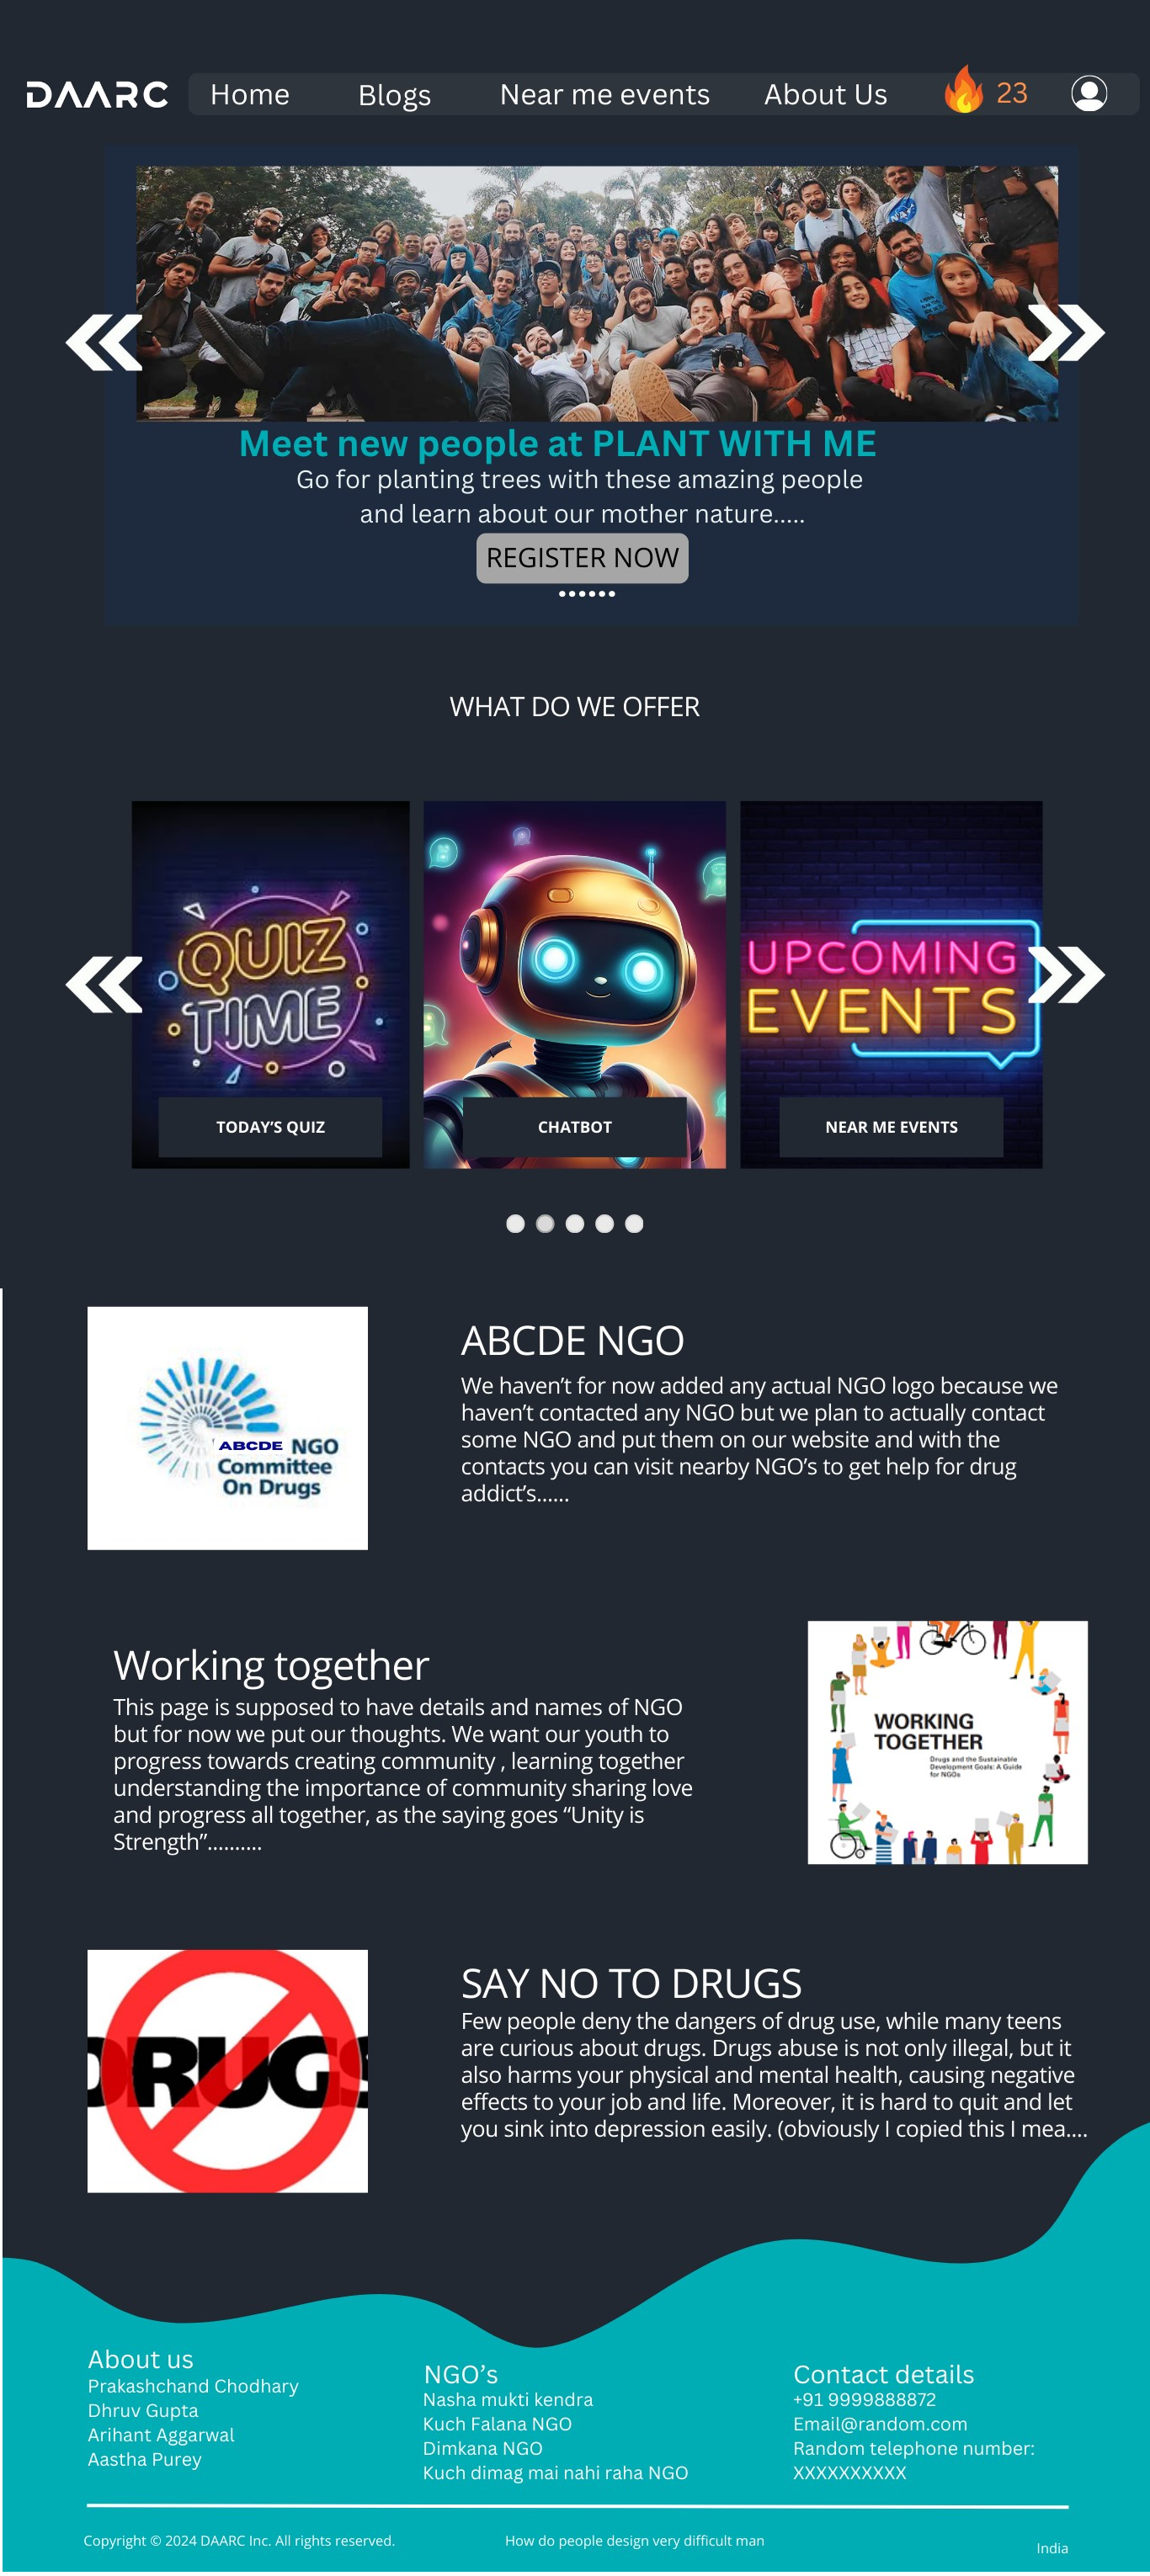 DAARC
Home
Blogs
Near me events
About Us
23
NASA
Meet new people at PLANT WITH ME
Go for planting trees with these amazing people
and learn about our mother nature.....
REGISTER NOW
WHAT DO WE OFFER
QUIZ
TIME
UPCOMING
EVENTS
TODAY’S QUIZ
CHATBOT
NEAR ME EVENTS
ABCDE NGO
Committee
On Drugs
ABCDE NGO
We haven’t for now added any actual NGO logo because we
haven’t contacted any NGO but we plan to actually contact
some NGO and put them on our website and with the
contacts you can visit nearby NGO’s to get help for drug
addict’s......
Working together
This page is supposed to have details and names of NGO
but for now we put our thoughts. We want our youth to
progress towards creating community , learning together
understanding the importance of community sharing love
and progress all together, as the saying goes “Unity is
Strength”..........
WORKING
TOGETHER
Drugs and the Sustainable
Development Goals: A Guide
for NGOs
DRUGS
SAY NO TO DRUGS
Few people deny the dangers of drug use, while many teens
are curious about drugs. Drugs abuse is not only illegal, but it
also harms your physical and mental health, causing negative
effects to your job and life. Moreover, it is hard to quit and let
you sink into depression easily. (obviously I copied this I mea....
About us
Prakashchand Chodhary
Dhruv Gupta
Arihant Aggarwal
Aastha Purey
NGO’s
Nasha mukti kendra
Kuch Falana NGO
Dimkana NGO
Kuch dimag mai nahi raha NGO
Contact details
+91 9999888872
Email@random.com
Random telephone number:
XXXXXXXXXX
Copyright © 2024 DAARC Inc. All rights reserved.
How do people design very difficult man
India